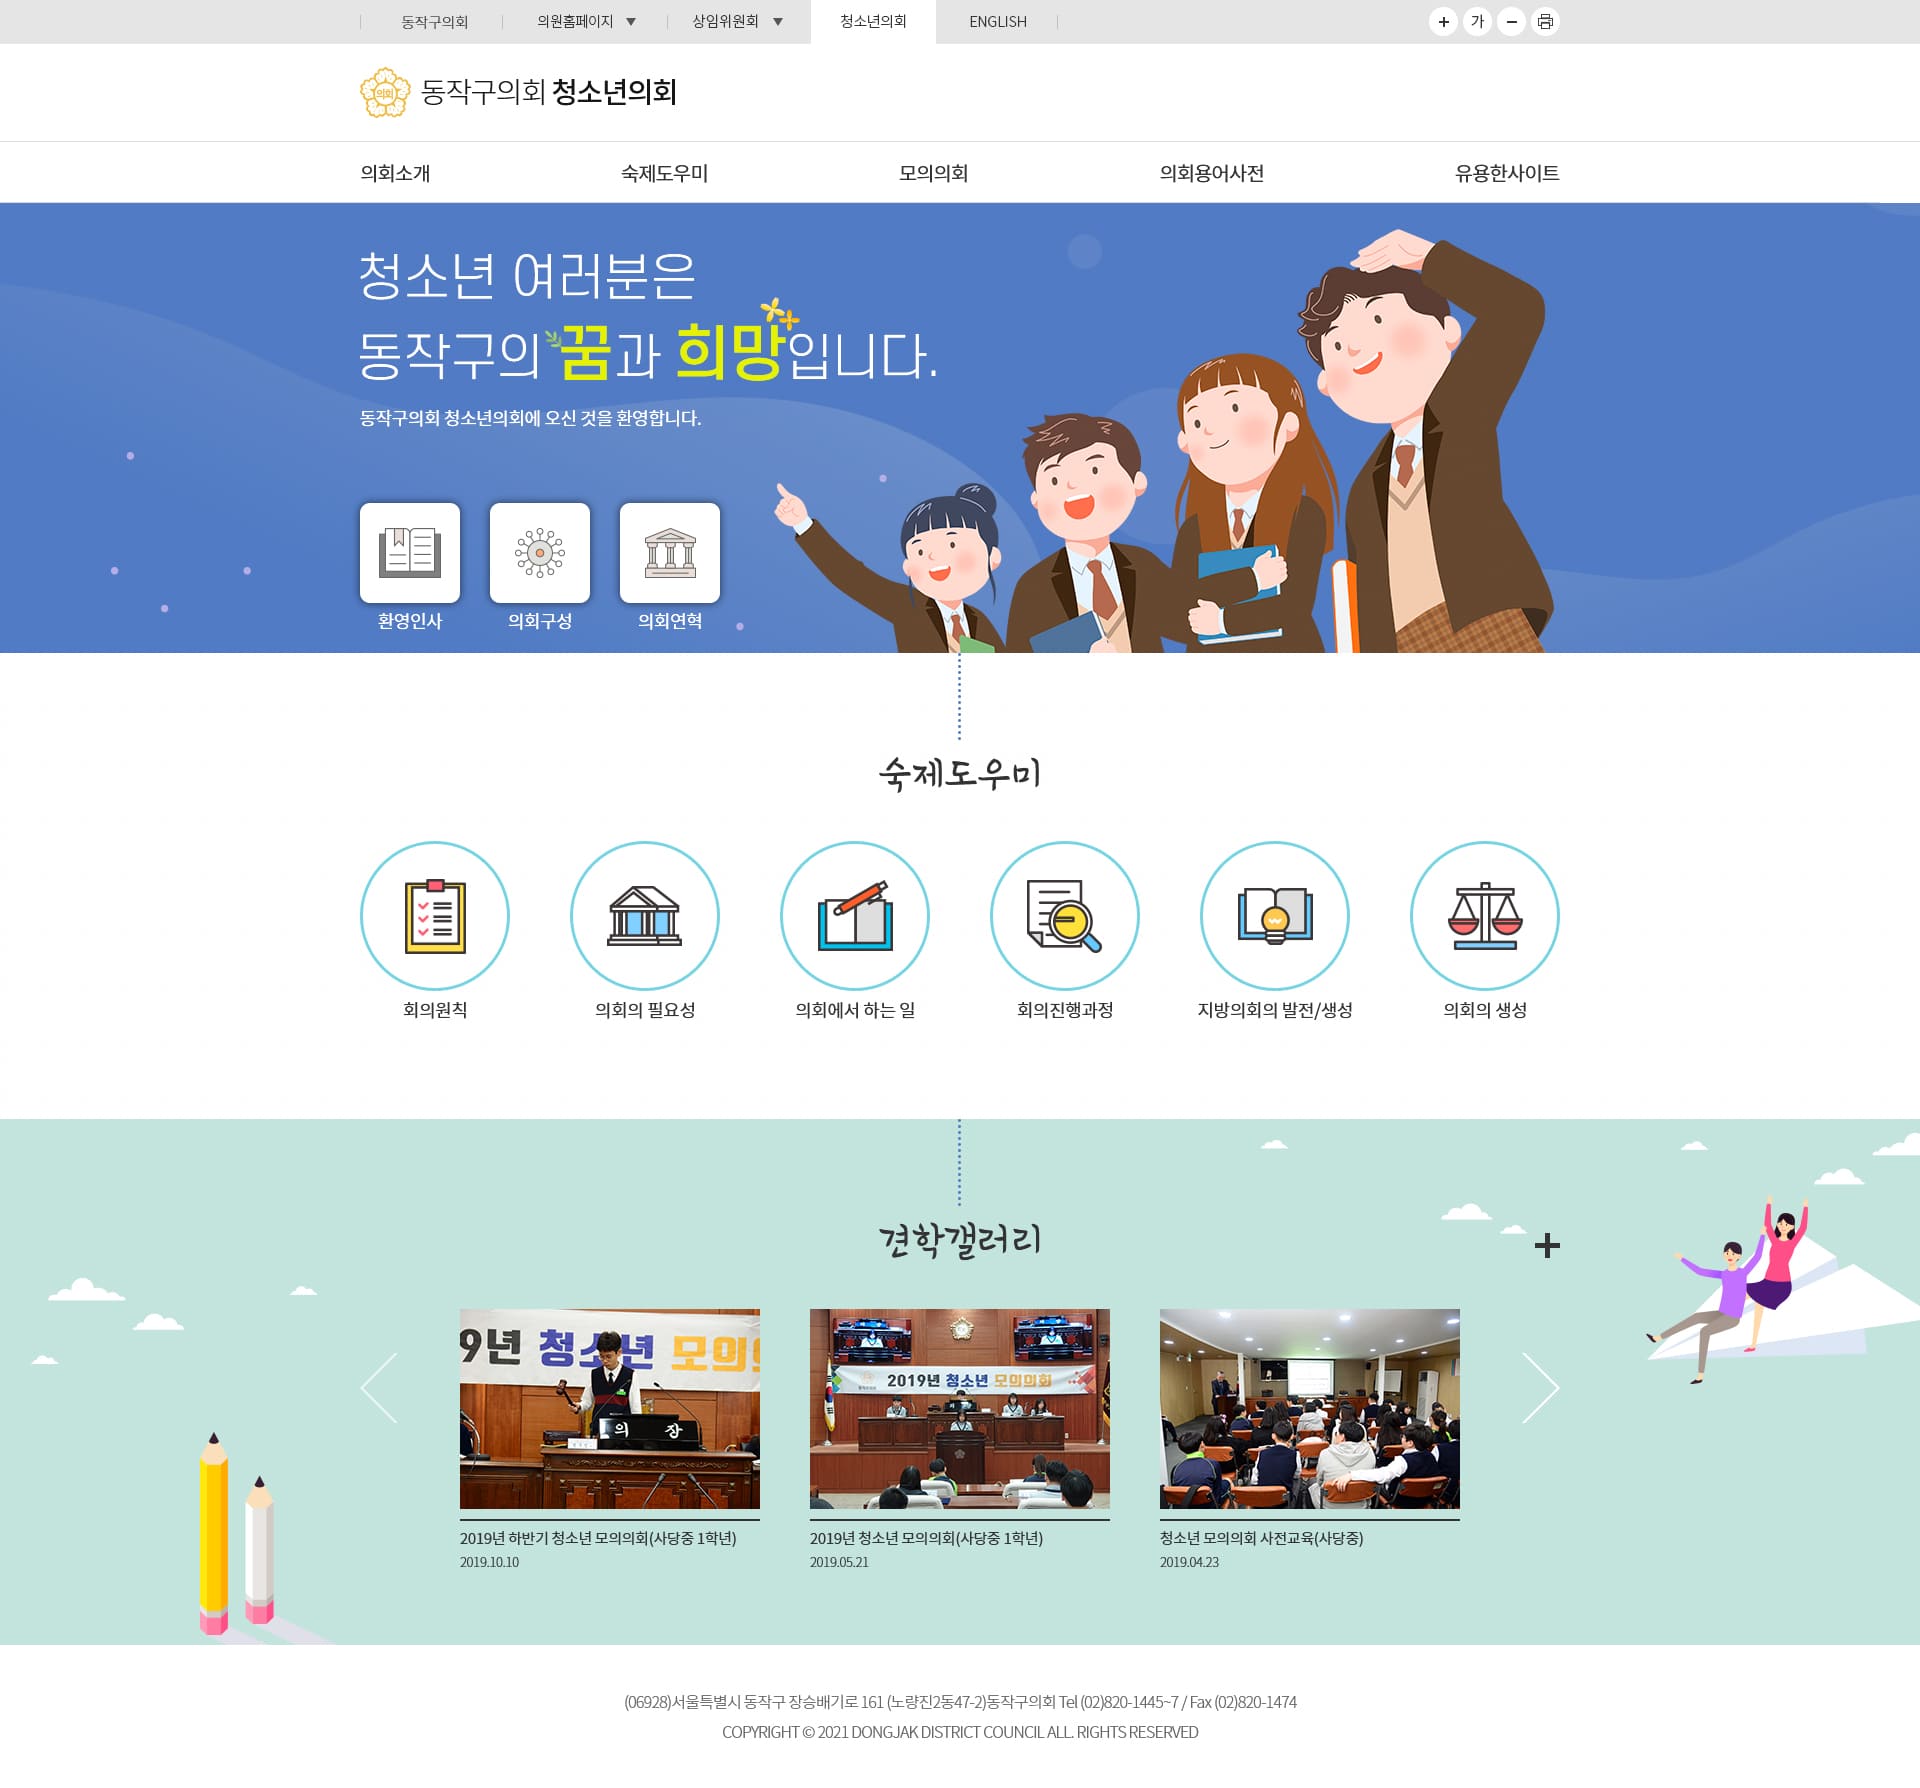 동작구의회
의원홈페이지 ▼
상임위원회 ▼
청소년의회
ENGLISH
+ 가 −
의회
동작구의회 청소년의회
의회소개
숙제도우미
모의의회
의회용어사전
유용한사이트
청소년 여러분은
동작구의 꿈과 희망입니다.
동작구의회 청소년의회에 오신 것을 환영합니다.
환영인사
의회구성
의회연혁
숙제도우미
회의원칙
의회의 필요성
의회에서 하는 일
회의진행과정
지방의회의 발전/생성
의회의 생성
견학갤러리
+
9년 청소년 모의의
의 장
2019년 청소년 모의의회
2019년 하반기 청소년 모의의회(사당중 1학년)
2019.10.10
2019년 청소년 모의의회(사당중 1학년)
2019.05.21
청소년 모의의회 사전교육(사당중)
2019.04.23
(06928)서울특별시 동작구 장승배기로 161 (노량진2동47-2)동작구의회 Tel (02)820-1445~7 / Fax (02)820-1474
COPYRIGHT © 2021 DONGJAK DISTRICT COUNCIL ALL. RIGHTS RESERVED